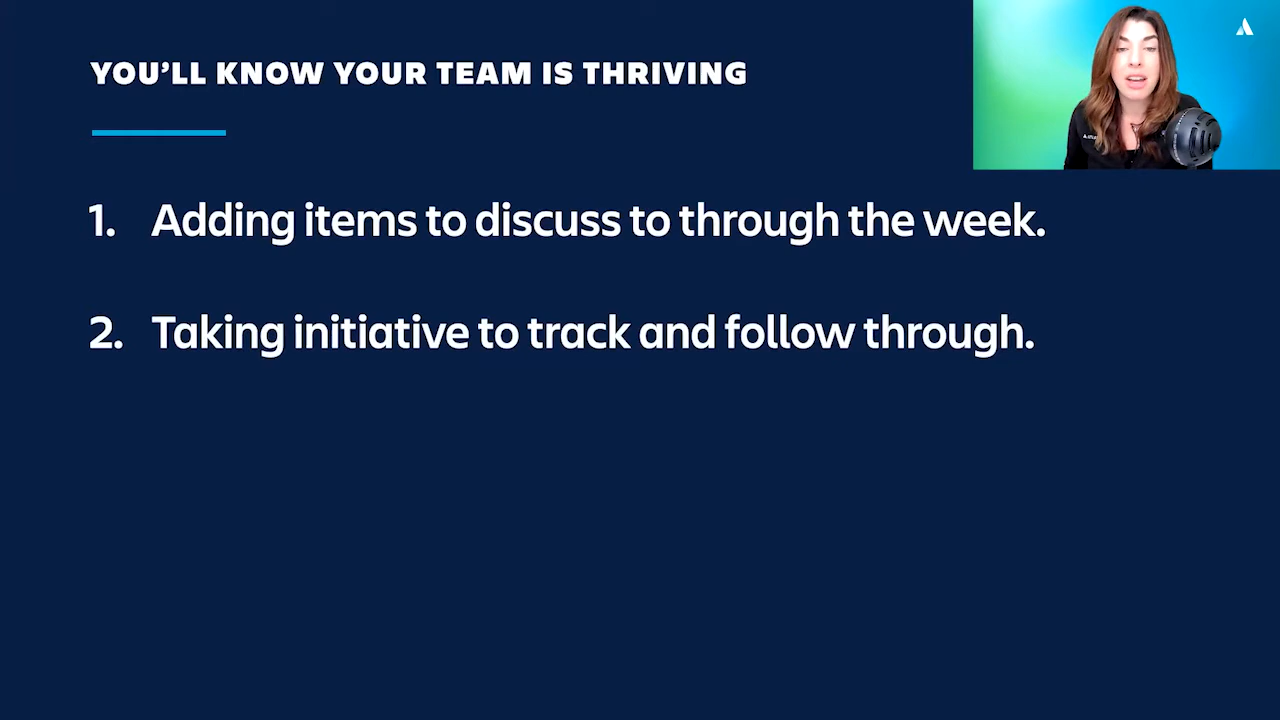 YOU'LL KNOW YOUR TEAM IS THRIVING
1. Adding items to discuss to through the week.
2. Taking initiative to track and follow through.